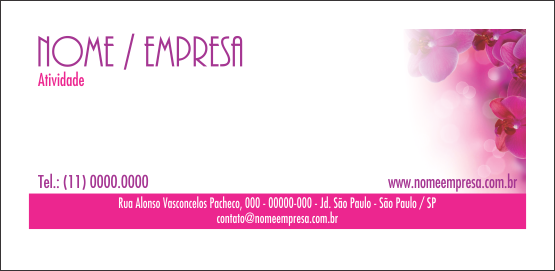 NOME / EMPRESA
Atividade
Tel.: (11) 0000.0000
www.nomeempresa.com.br
Rua Alonso Vasconcelos Pacheco, 000 - 00000-000 - Jd. São Paulo - São Paulo / SP
contato@nomeempresa.com.br